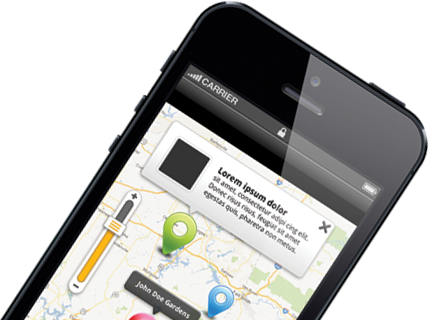 CARRIER
Lorem ipsum dolor
sit amet, consectetur adipi cing elit.
Donec risus risus, feugiat sit amet
egestas quis, pharetra non metus.
John Doe Gardens